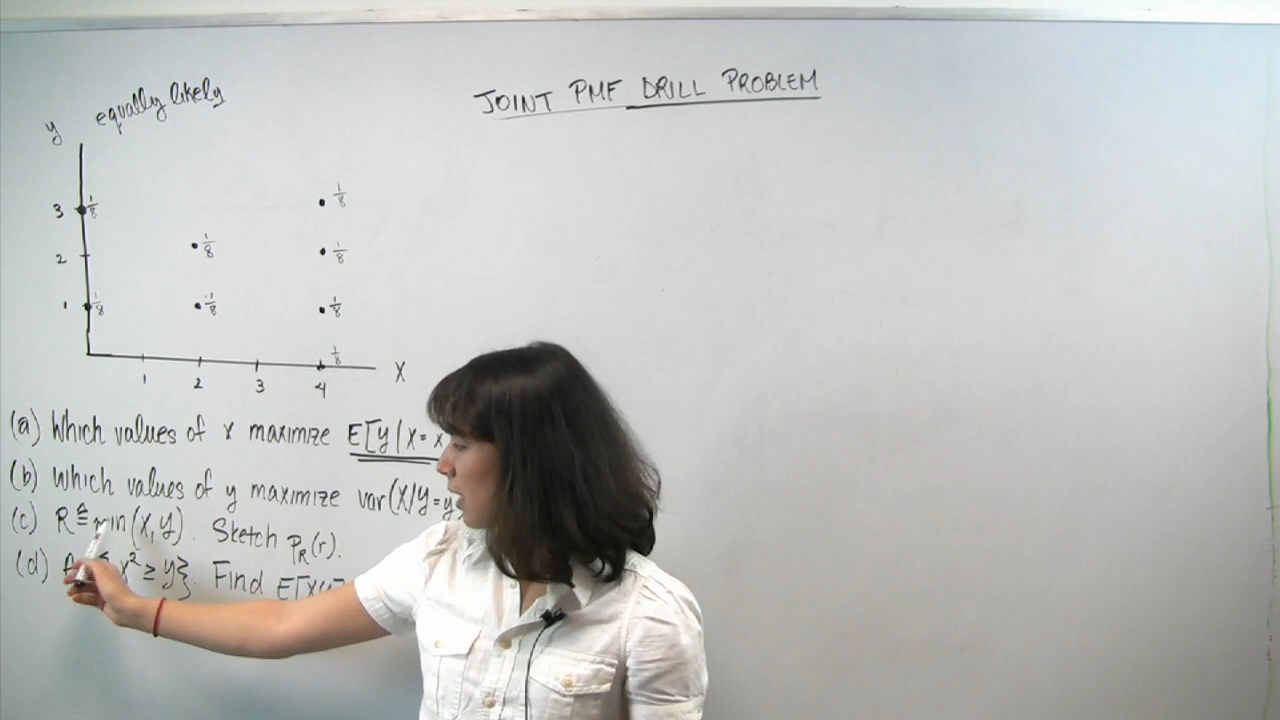 JOINT PMF DRILL PROBLEM
equally likely
y
3 1/8 1/8
2 1/8 1/8
1 1/8 1/8 1/8
1/8
1 2 3 4 X
(a) Which values of x maximize E[Y|X=x
(b) Which values of y maximize var(X|Y=y
(c) R ≜ min(X,Y). Sketch p_R(r).
(d) x² ≥ Y}. Find E[XY